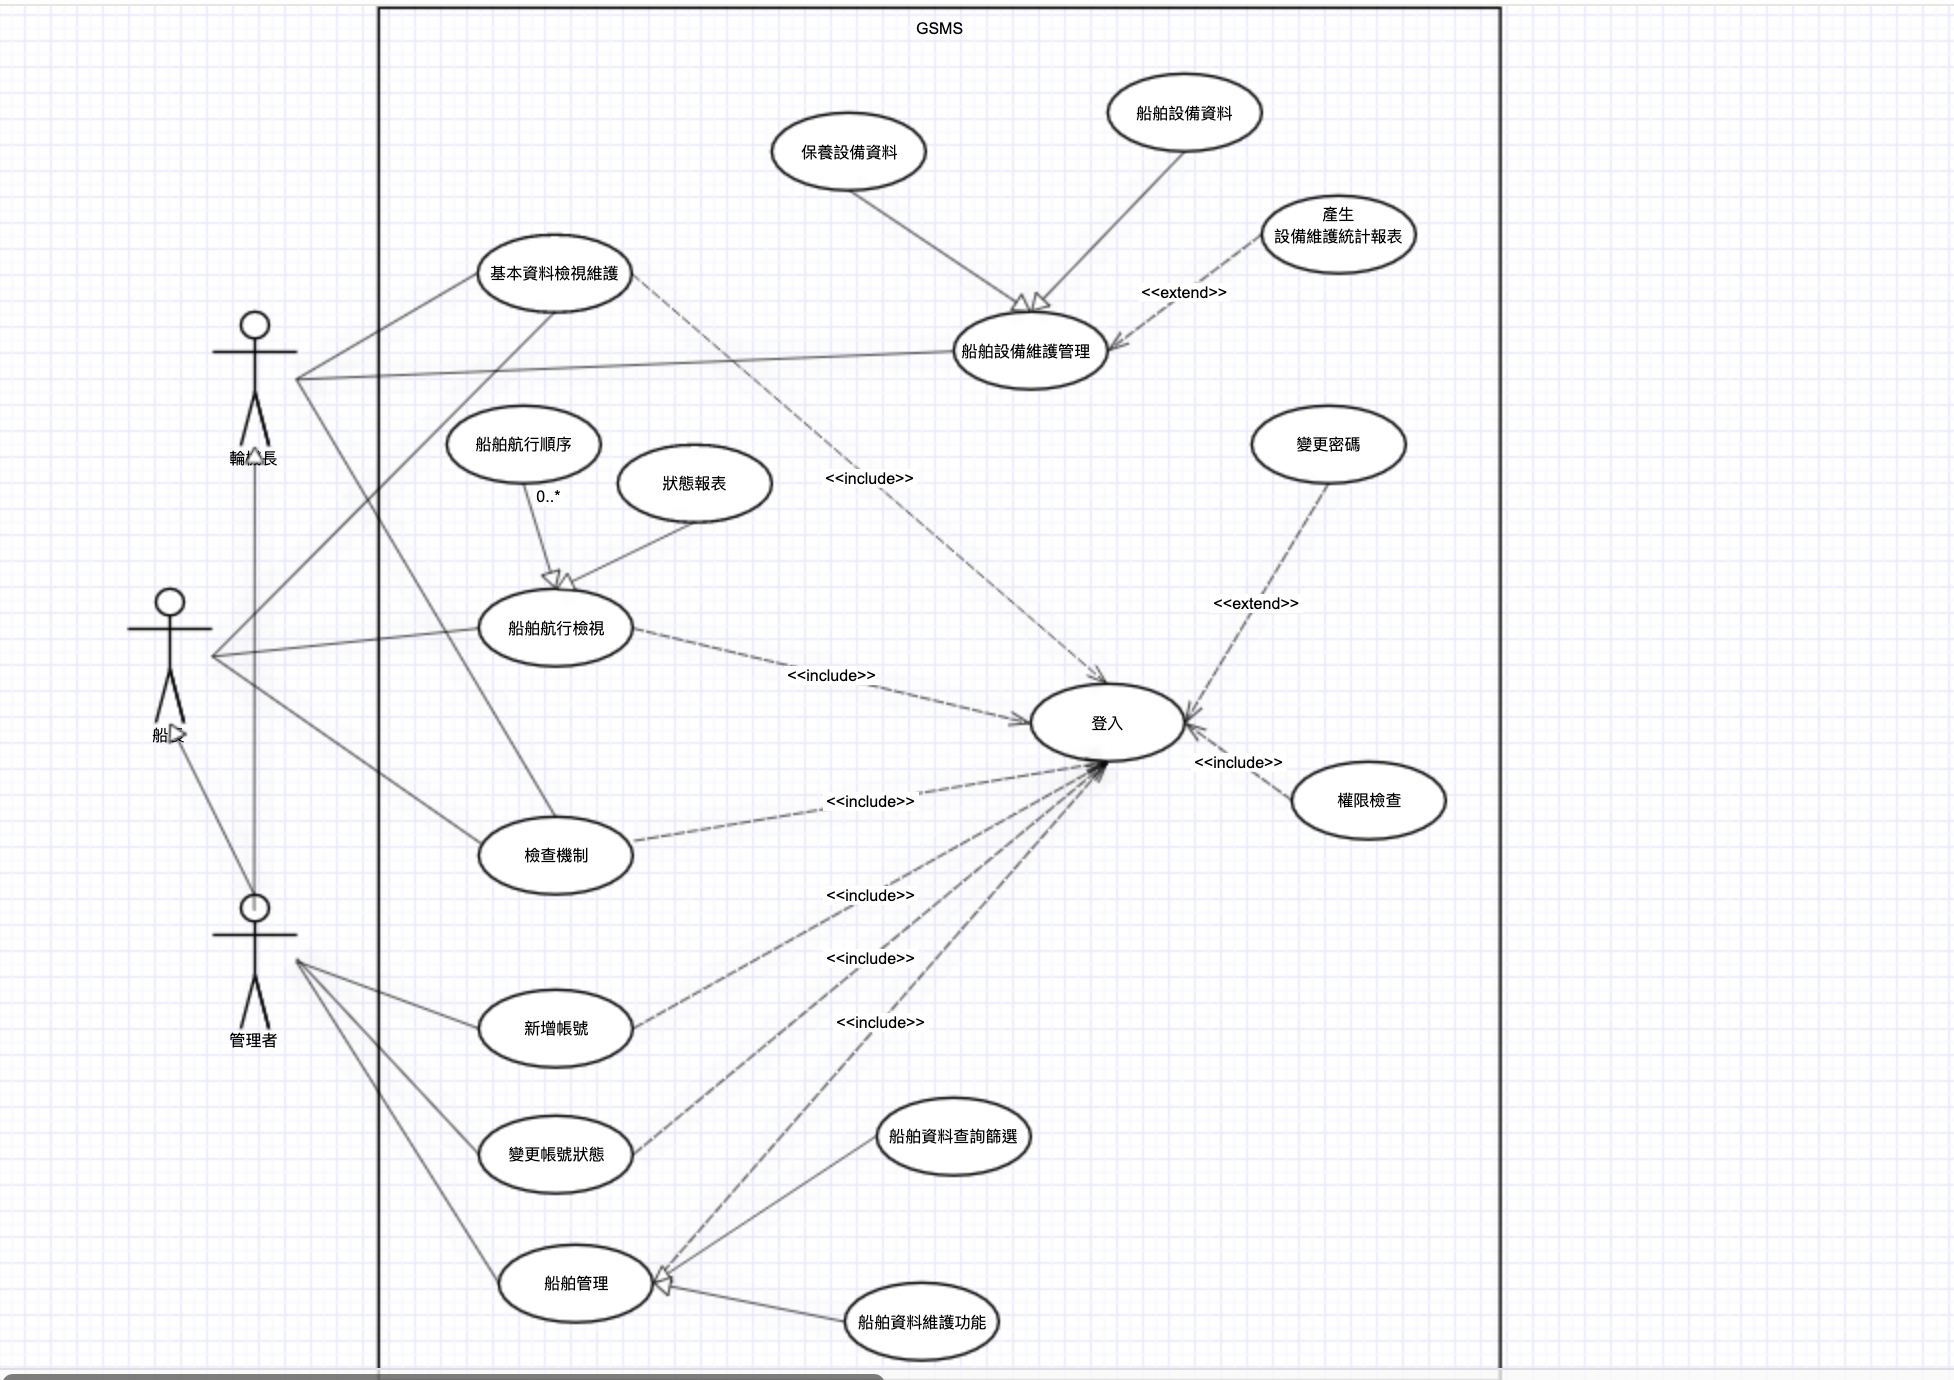 GSMS
船舶設備資料
保養設備資料
產生
設備維護統計報表
基本資料檢視維護
<<extend>>
船舶設備維護管理
船舶航行順序
變更密碼
輪機長
<<include>>
狀態報表
0..*
<<extend>>
船舶航行檢視
<<include>>
登入
船長
<<include>>
<<include>>
權限檢查
檢查機制
<<include>>
<<include>>
<<include>>
新增帳號
管理者
船舶資料查詢篩選
變更帳號狀態
船舶管理
船舶資料維護功能